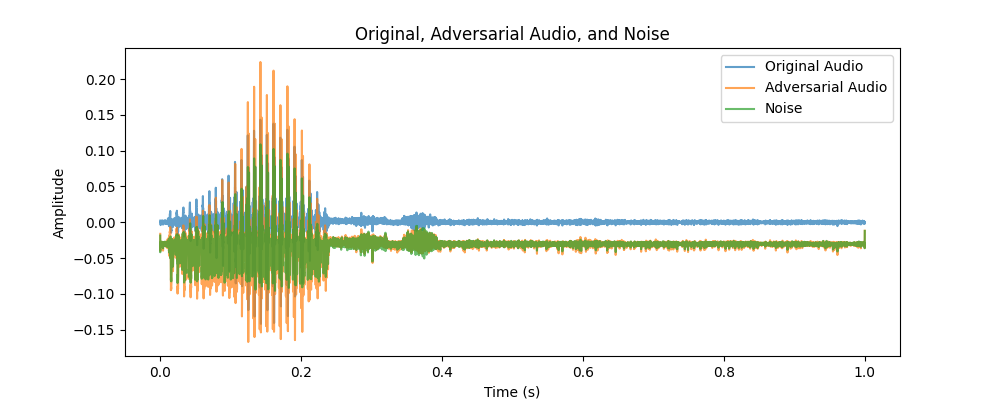 Original, Adversarial Audio, and Noise
Original Audio
Adversarial Audio
Noise
Amplitude
0.20
0.15
0.10
0.05
0.00
−0.05
−0.10
−0.15
0.0
0.2
0.4
0.6
0.8
1.0
Time (s)